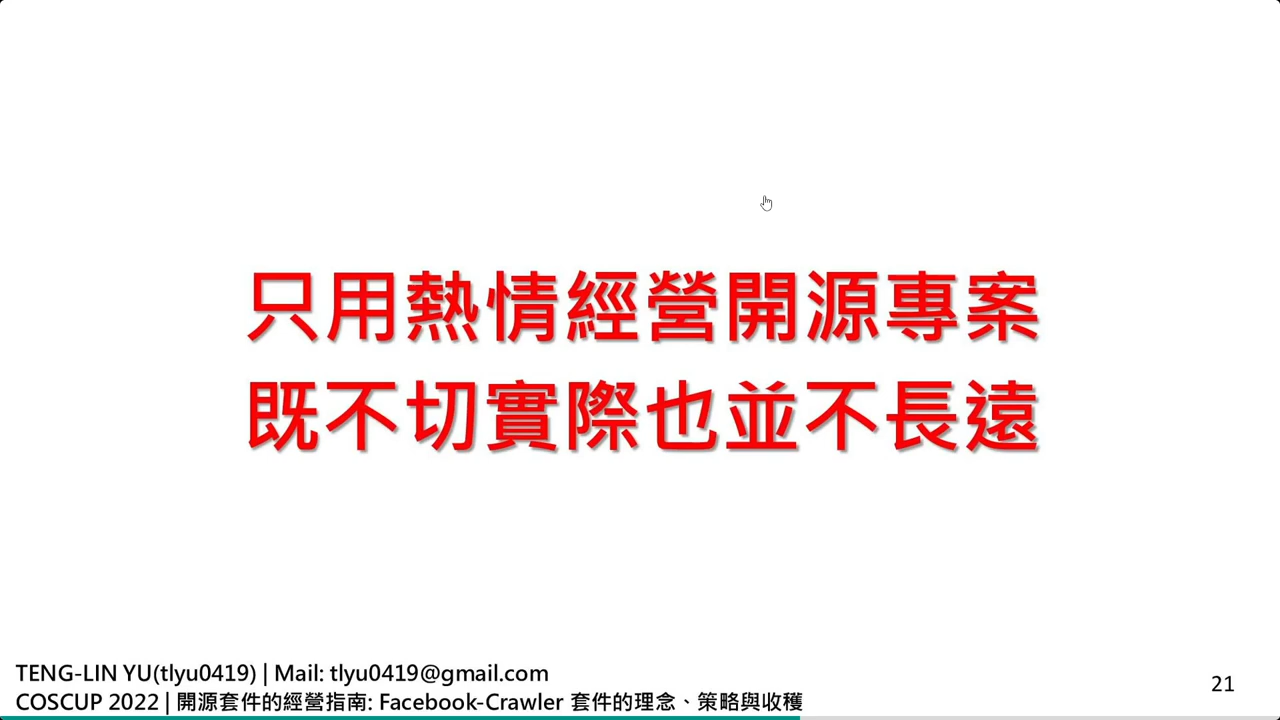 只用熱情經營開源專案
既不切實際也並不長遠
TENG-LIN YU(tlyu0419) | Mail: tlyu0419@gmail.com
COSCUP 2022 | 開源套件的經營指南: Facebook-Crawler 套件的理念、策略與收穫
21